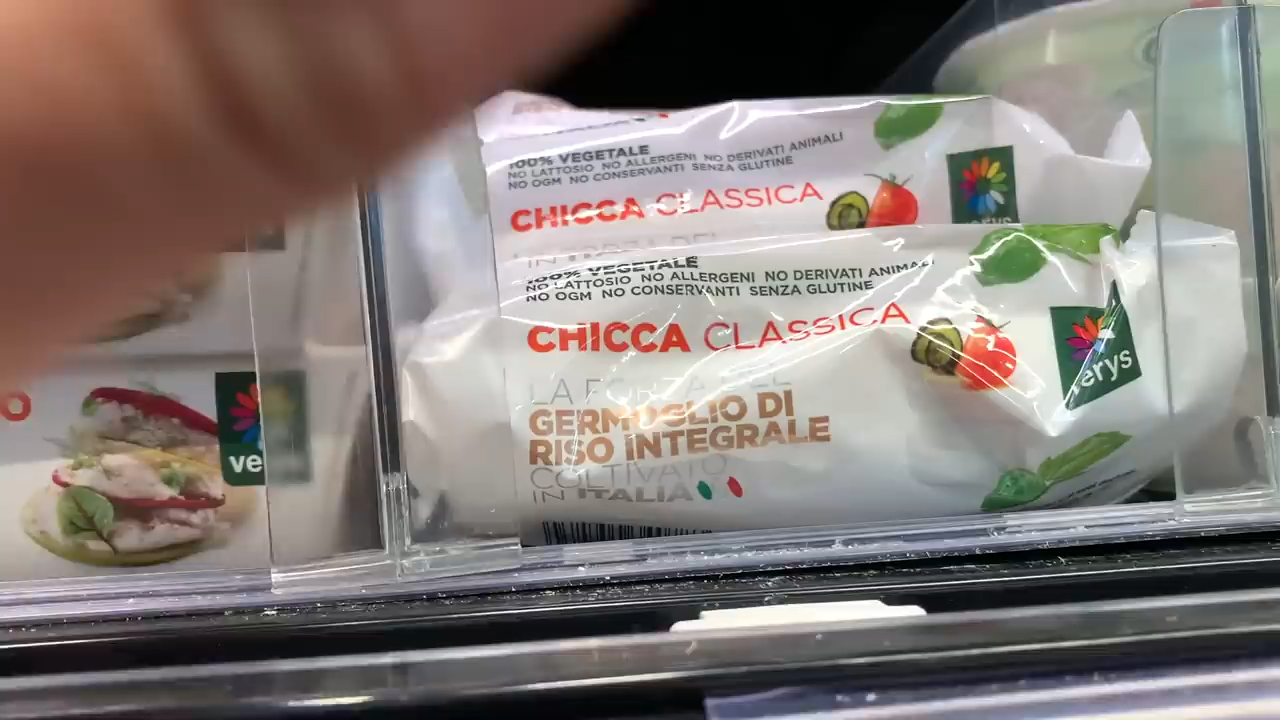 100% VEGETALE
NO LATTOSIO NO ALLERGENI NO DERIVATI ANIMALI
NO OGM NO CONSERVANTI SENZA GLUTINE
CHICCA CLASSICA
100% VEGETALE
NO LATTOSIO NO ALLERGENI NO DERIVATI ANIMALI
NO OGM NO CONSERVANTI SENZA GLUTINE
CHICCA CLASSICA
verys
LA FORZA DEL
GERMOGLIO DI
RISO INTEGRALE
COLTIVATO
IN ITALIA
O
ve